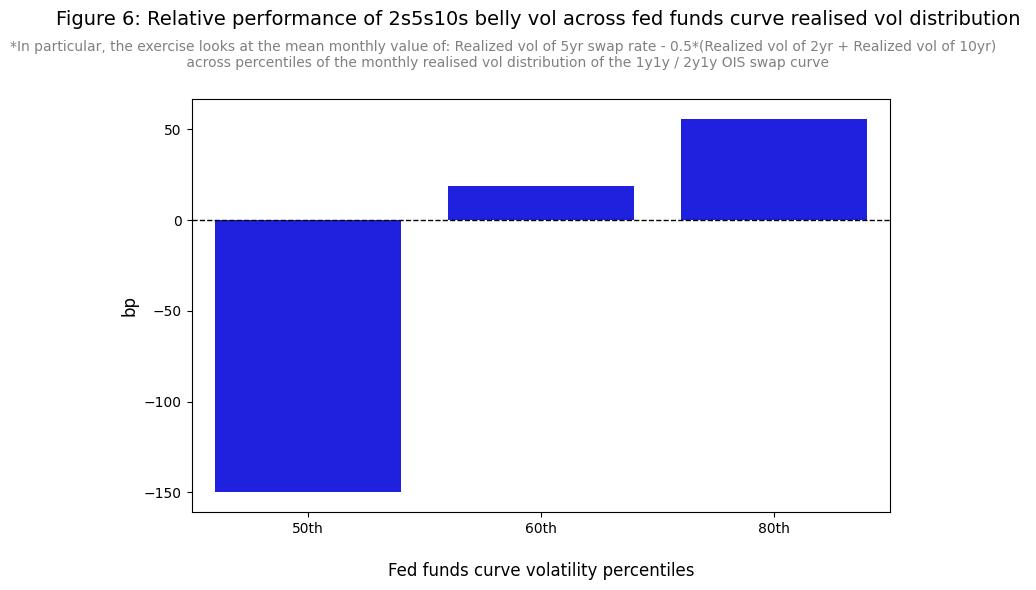 Figure 6: Relative performance of 2s5s10s belly vol across fed funds curve realised vol distribution
*In particular, the exercise looks at the mean monthly value of: Realized vol of 5yr swap rate - 0.5*(Realized vol of 2yr + Realized vol of 10yr)
across percentiles of the monthly realised vol distribution of the 1y1y / 2y1y OIS swap curve
50
0
−50
−100
−150
bp
50th
60th
80th
Fed funds curve volatility percentiles